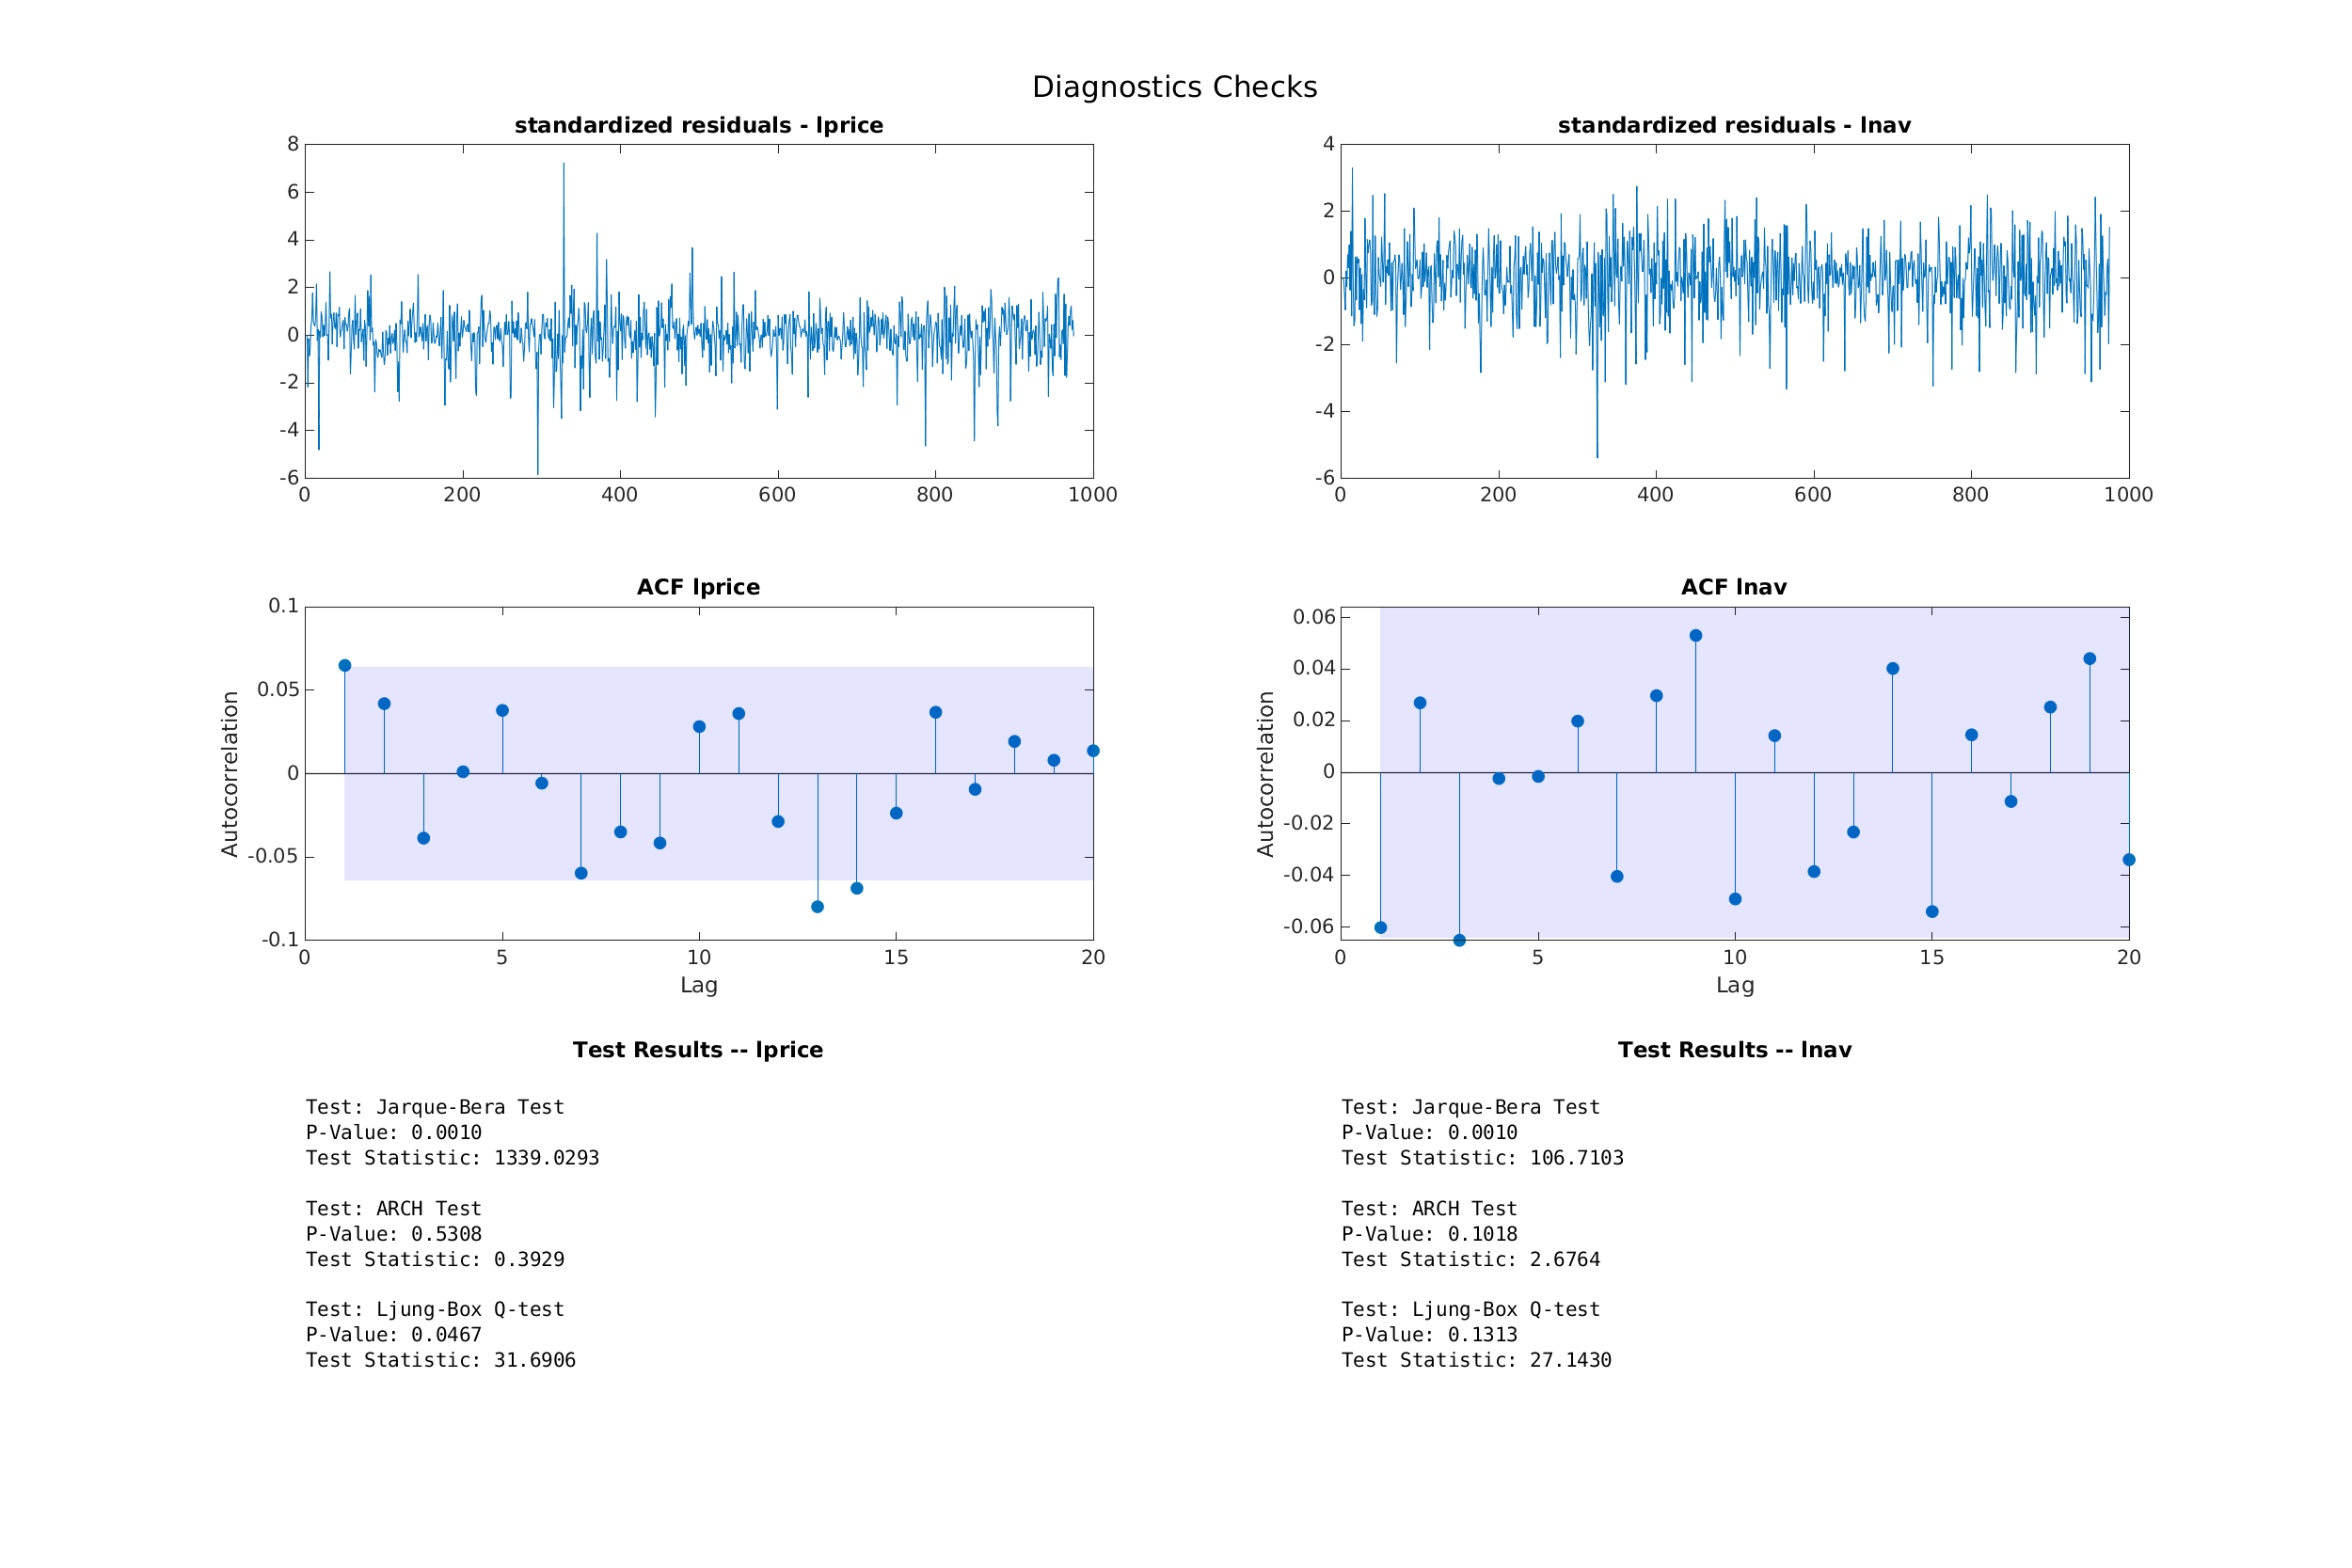 Diagnostics Checks
standardized residuals - lprice
8
6
4
2
0
-2
-4
-6
0 200 400 600 800 1000
standardized residuals - lnav
4
2
0
-2
-4
-6
0 200 400 600 800 1000
ACF lprice
0.1
0.05
0
-0.05
-0.1
Autocorrelation
0 5 10 15 20
Lag
ACF lnav
0.06
0.04
0.02
0
-0.02
-0.04
-0.06
Autocorrelation
0 5 10 15 20
Lag
Test Results -- lprice
Test: Jarque-Bera Test
P-Value: 0.0010
Test Statistic: 1339.0293
Test: ARCH Test
P-Value: 0.5308
Test Statistic: 0.3929
Test: Ljung-Box Q-test
P-Value: 0.0467
Test Statistic: 31.6906
Test Results -- lnav
Test: Jarque-Bera Test
P-Value: 0.0010
Test Statistic: 106.7103
Test: ARCH Test
P-Value: 0.1018
Test Statistic: 2.6764
Test: Ljung-Box Q-test
P-Value: 0.1313
Test Statistic: 27.1430